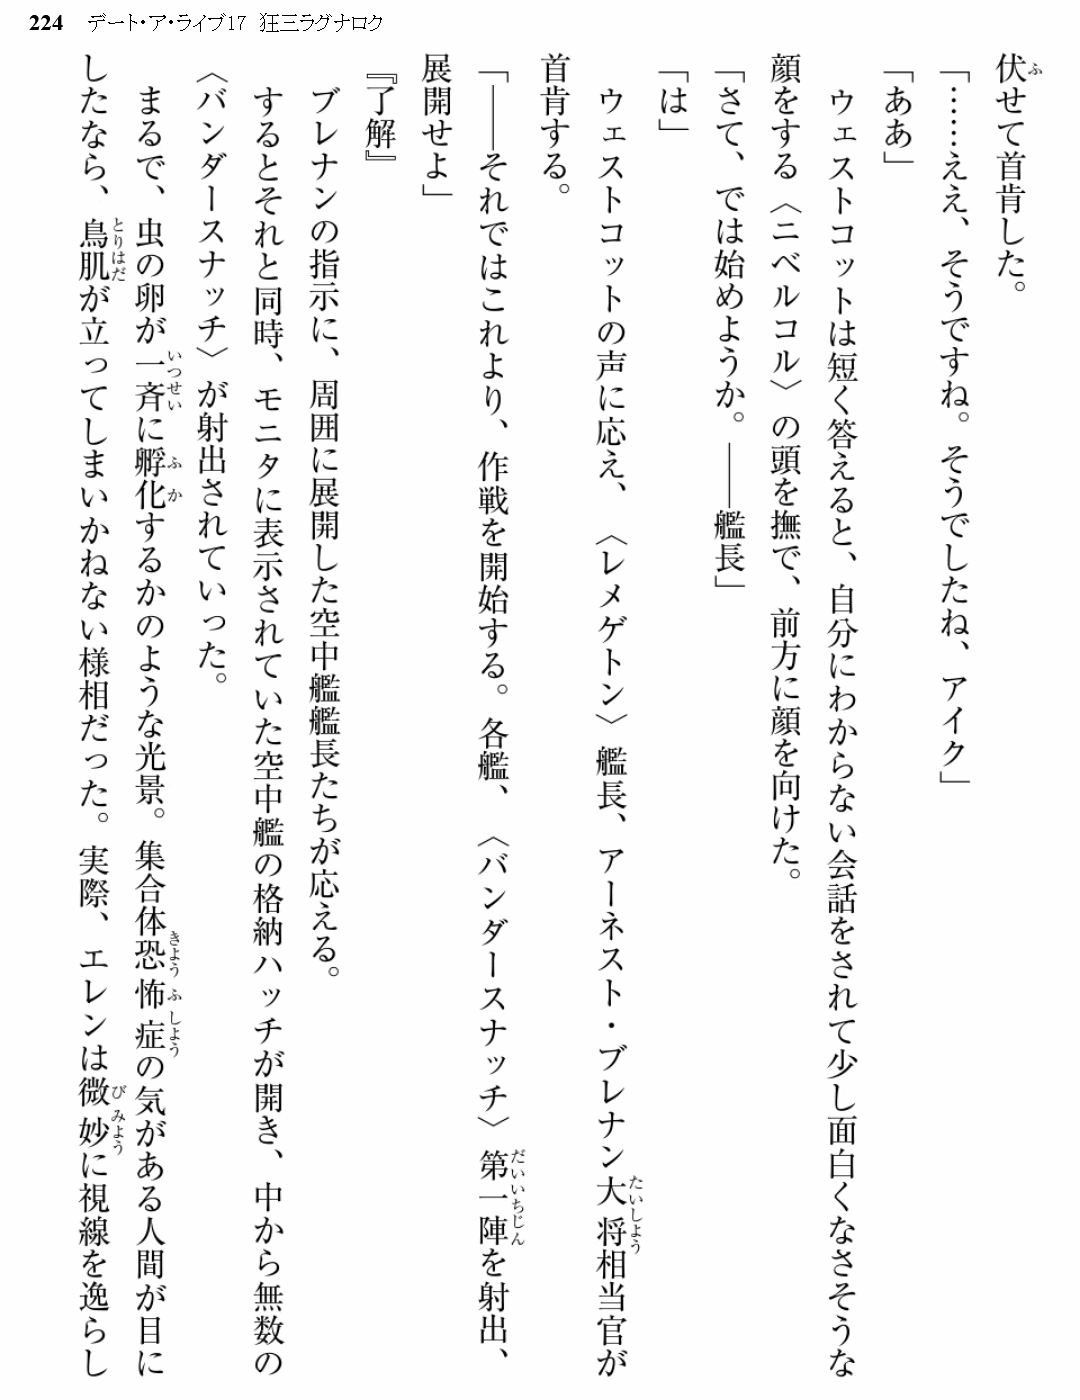 224 デート・ア・ライブ17 狂三ラグナロク
伏せて首肯した。
「……ええ、そうですね。そうでしたね、アイク」
「ああ」
ウェストコットは短く答えると、自分にわからない会話をされて少し面白くなさそうな
顔をする〈ニベルコル〉の頭を撫で、前方に顔を向けた。
「さて、では始めようか。――艦長」
「は」
ウェストコットの声に応え、〈レメゲトン〉艦長、アーネスト・ブレナン大将相当官が
首肯する。
「――それではこれより、作戦を開始する。各艦、〈バンダースナッチ〉第一陣を射出、
展開せよ」
『了解』
ブレナンの指示に、周囲に展開した空中艦艦長たちが応える。
するとそれと同時、モニタに表示されていた空中艦の格納ハッチが開き、中から無数の
〈バンダースナッチ〉が射出されていった。
まるで、虫の卵が一斉に孵化するかのような光景。集合体恐怖症の気がある人間が目に
したなら、鳥肌が立ってしまいかねない様相だった。実際、エレンは微妙に視線を逸らし